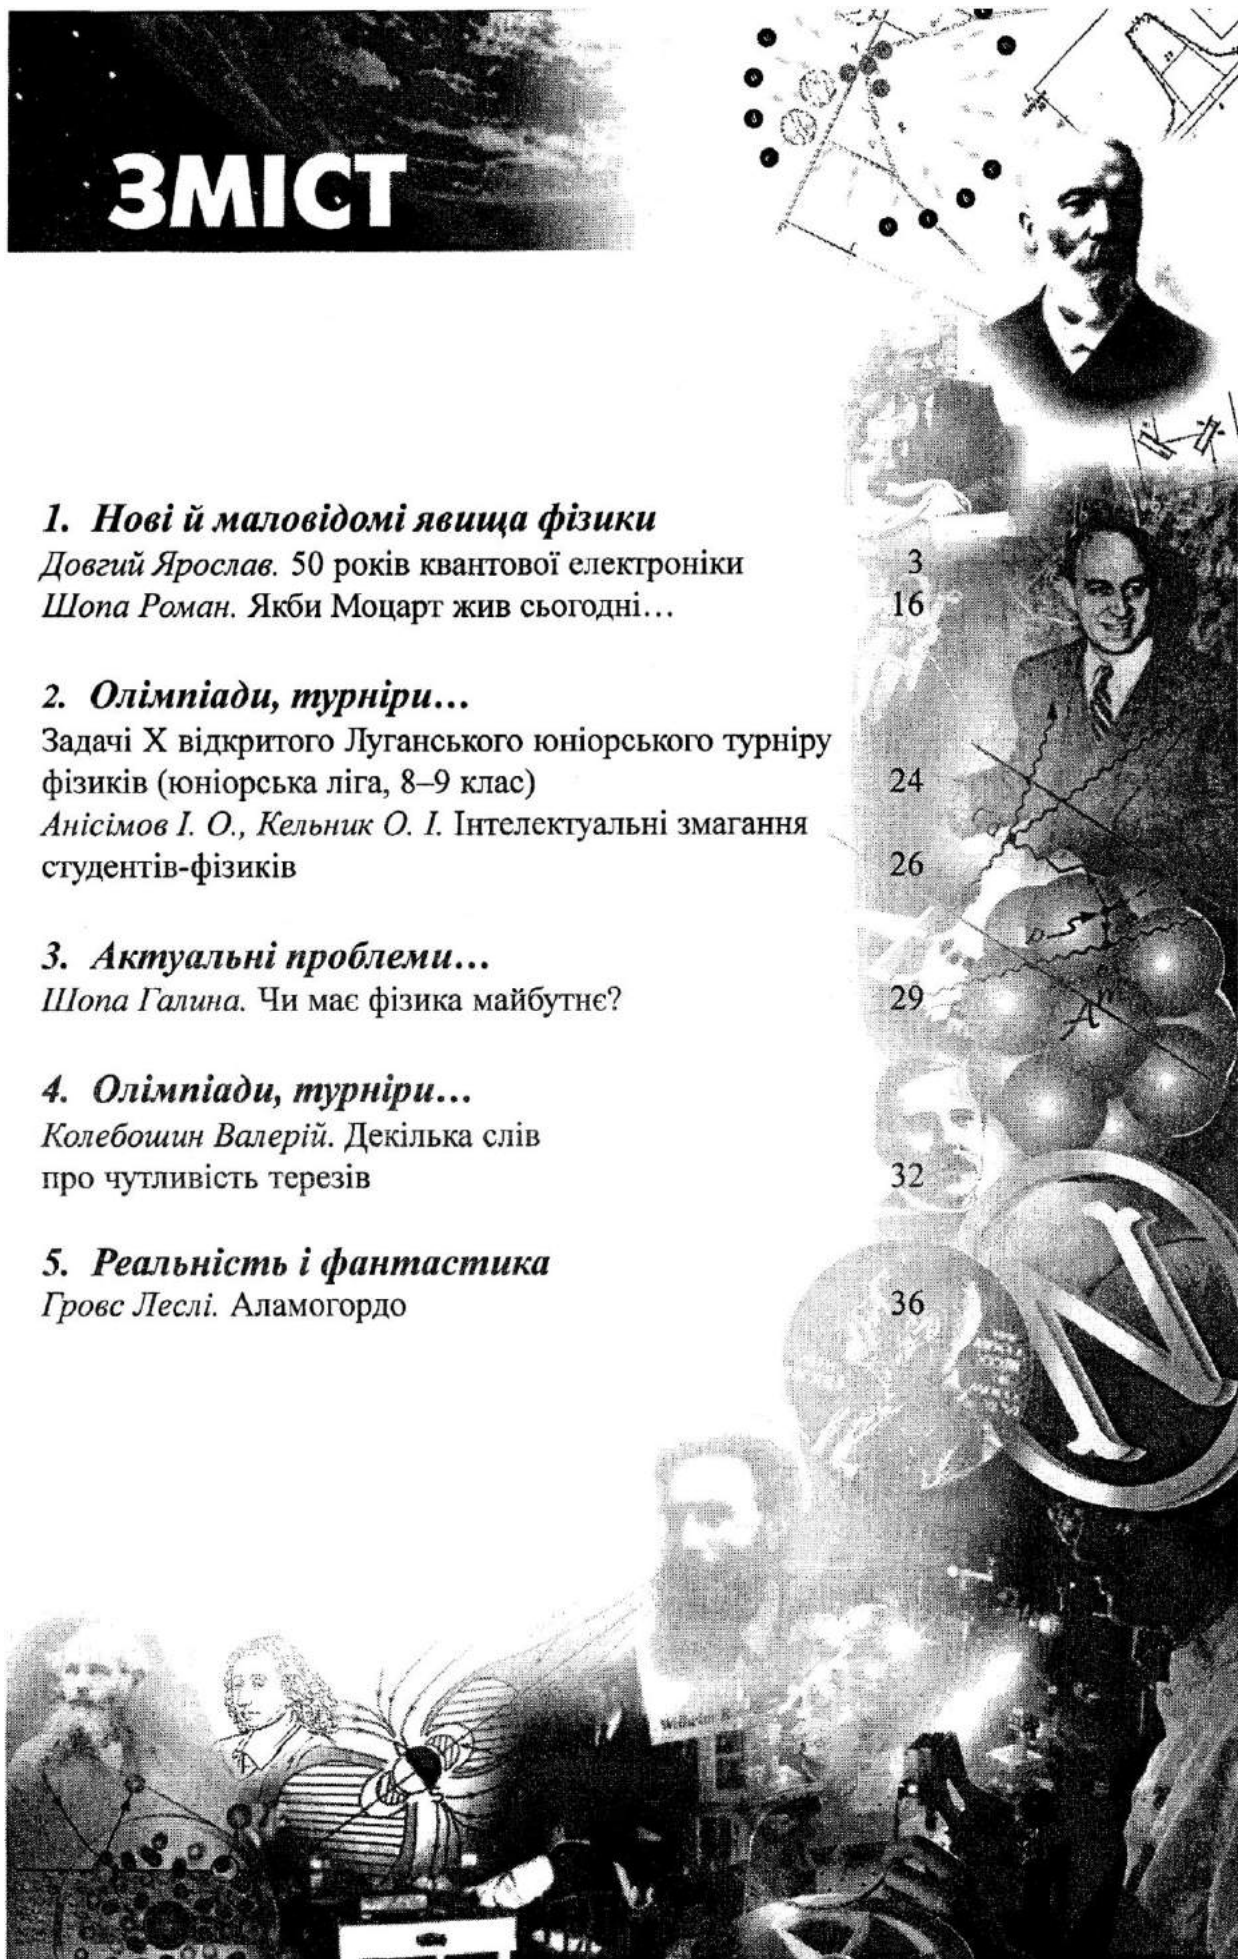 ЗМІСТ
1. Нові й маловідомі явища фізики
Довгий Ярослав. 50 років квантової електроніки 3
Шопа Роман. Якби Моцарт жив сьогодні... 16
2. Олімпіади, турніри...
Задачі X відкритого Луганського юніорського турніру
фізиків (юніорська ліга, 8–9 клас) 24
Анісімов І. О., Кельник О. І. Інтелектуальні змагання
студентів-фізиків 26
3. Актуальні проблеми...
Шопа Галина. Чи має фізика майбутнє? 29
4. Олімпіади, турніри...
Колебошин Валерій. Декілька слів
про чутливість терезів 32
5. Реальність і фантастика
Гровс Леслі. Аламогордо 36
N
Wilhelm